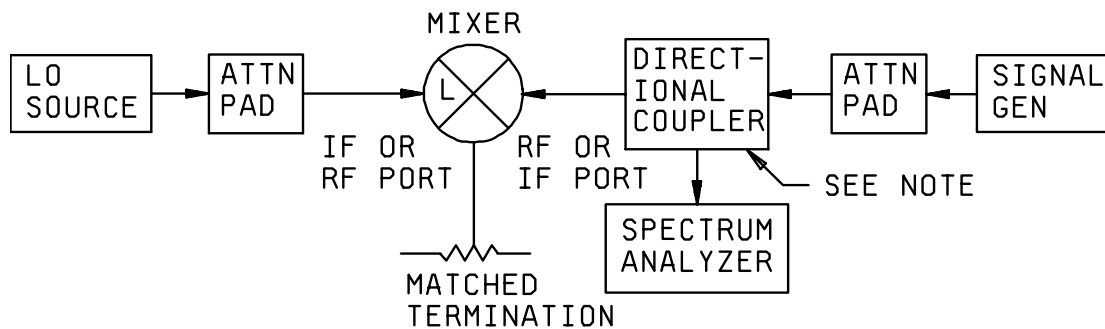 MIXER
LO
SOURCE
ATTN
PAD
L
DIRECT-
IONAL
COUPLER
ATTN
PAD
SIGNAL
GEN
IF OR
RF PORT
RF OR
IF PORT
SEE NOTE
SPECTRUM
ANALYZER
MATCHED
TERMINATION